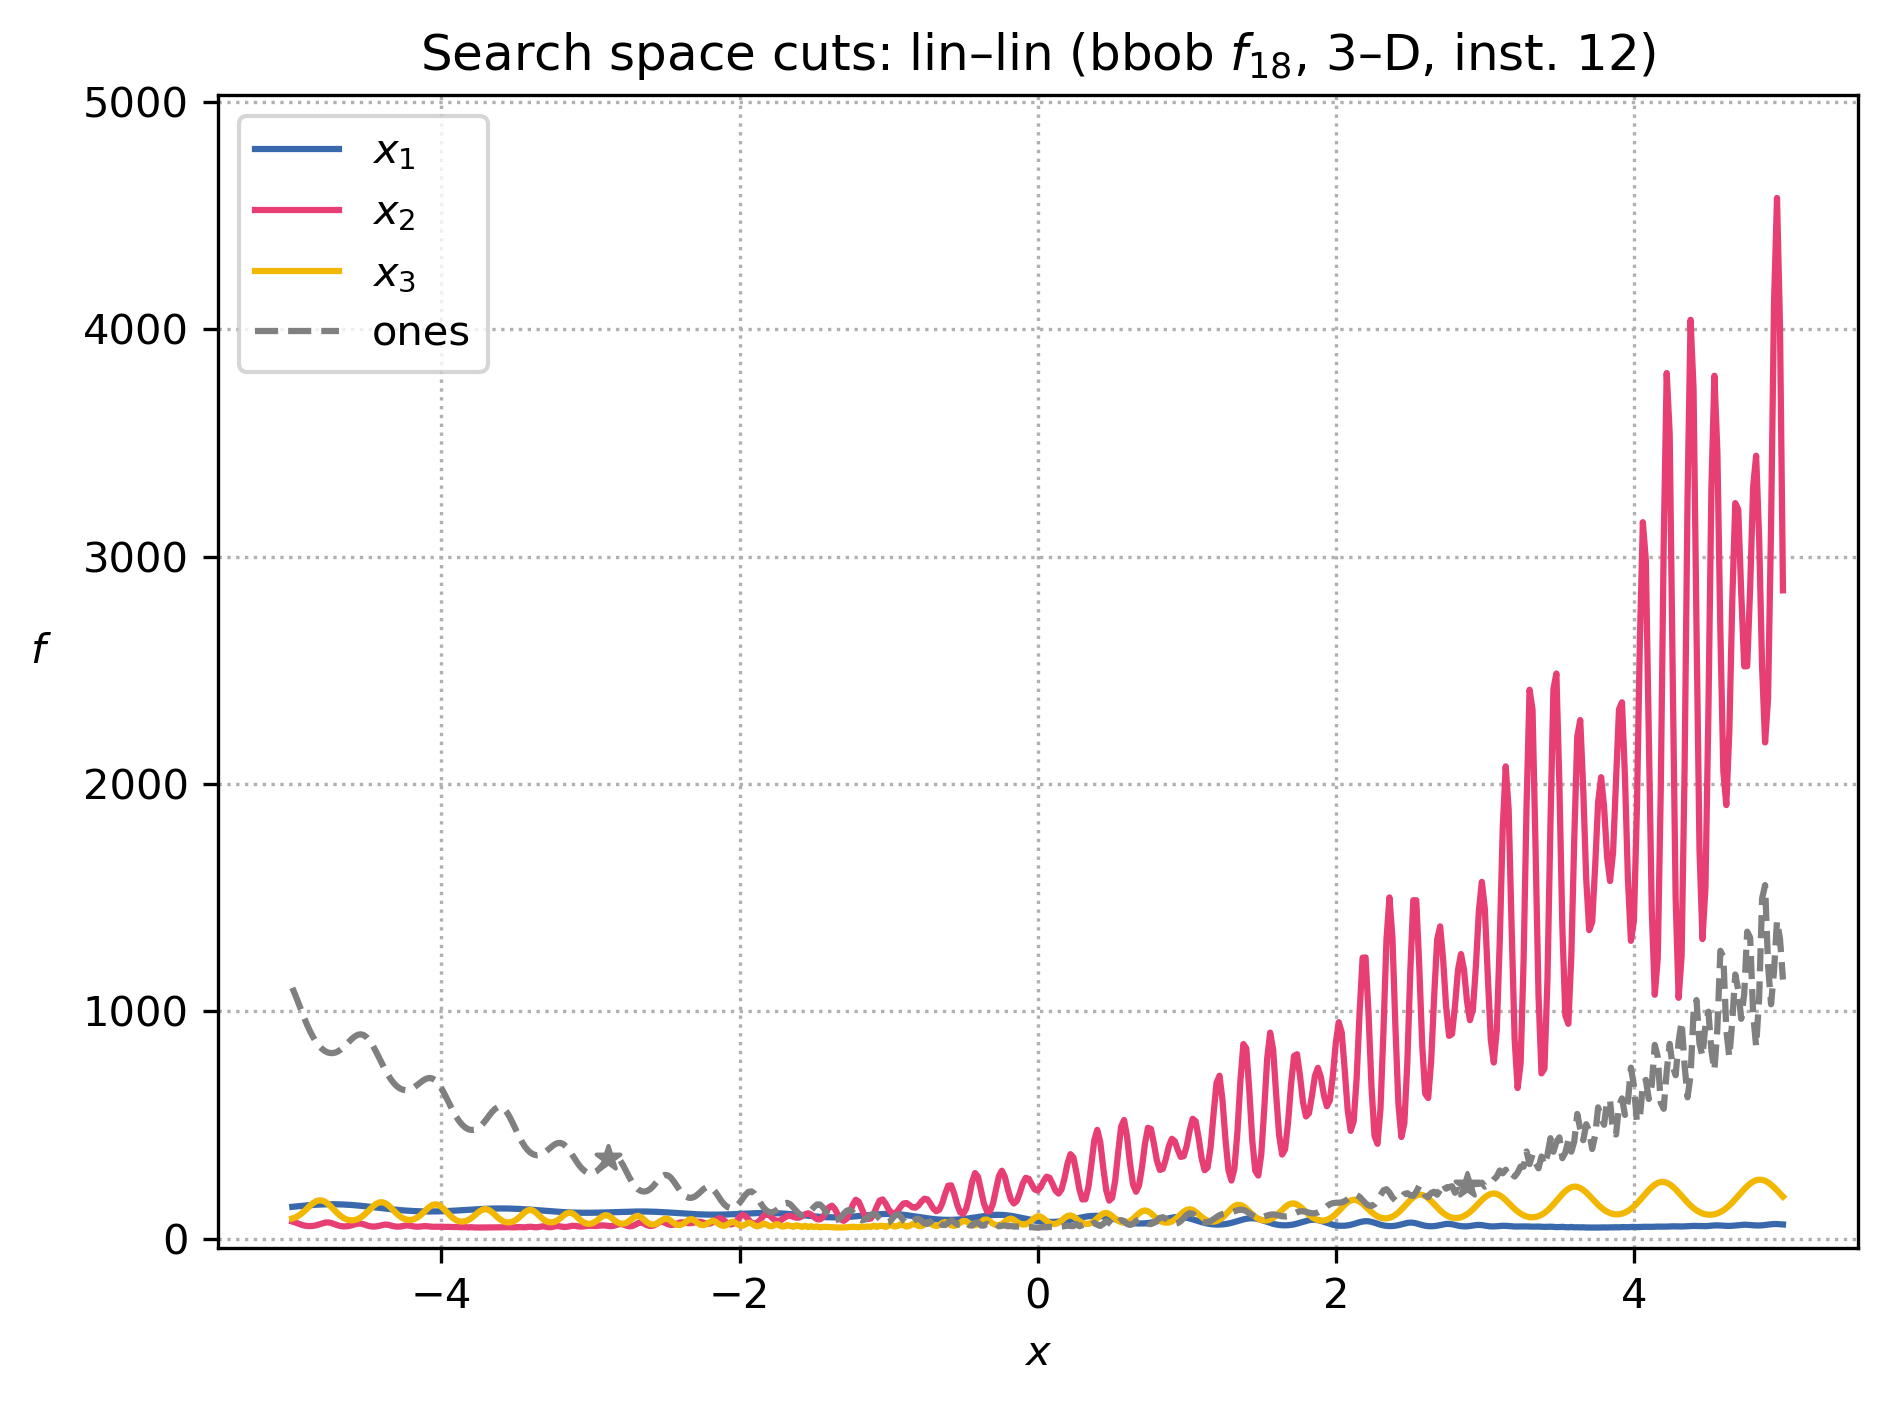 Search space cuts: lin–lin (bbob f18, 3–D, inst. 12)
5000
4000
3000
2000
1000
0
f
x1
x2
x3
ones
−4 −2 0 2 4
x